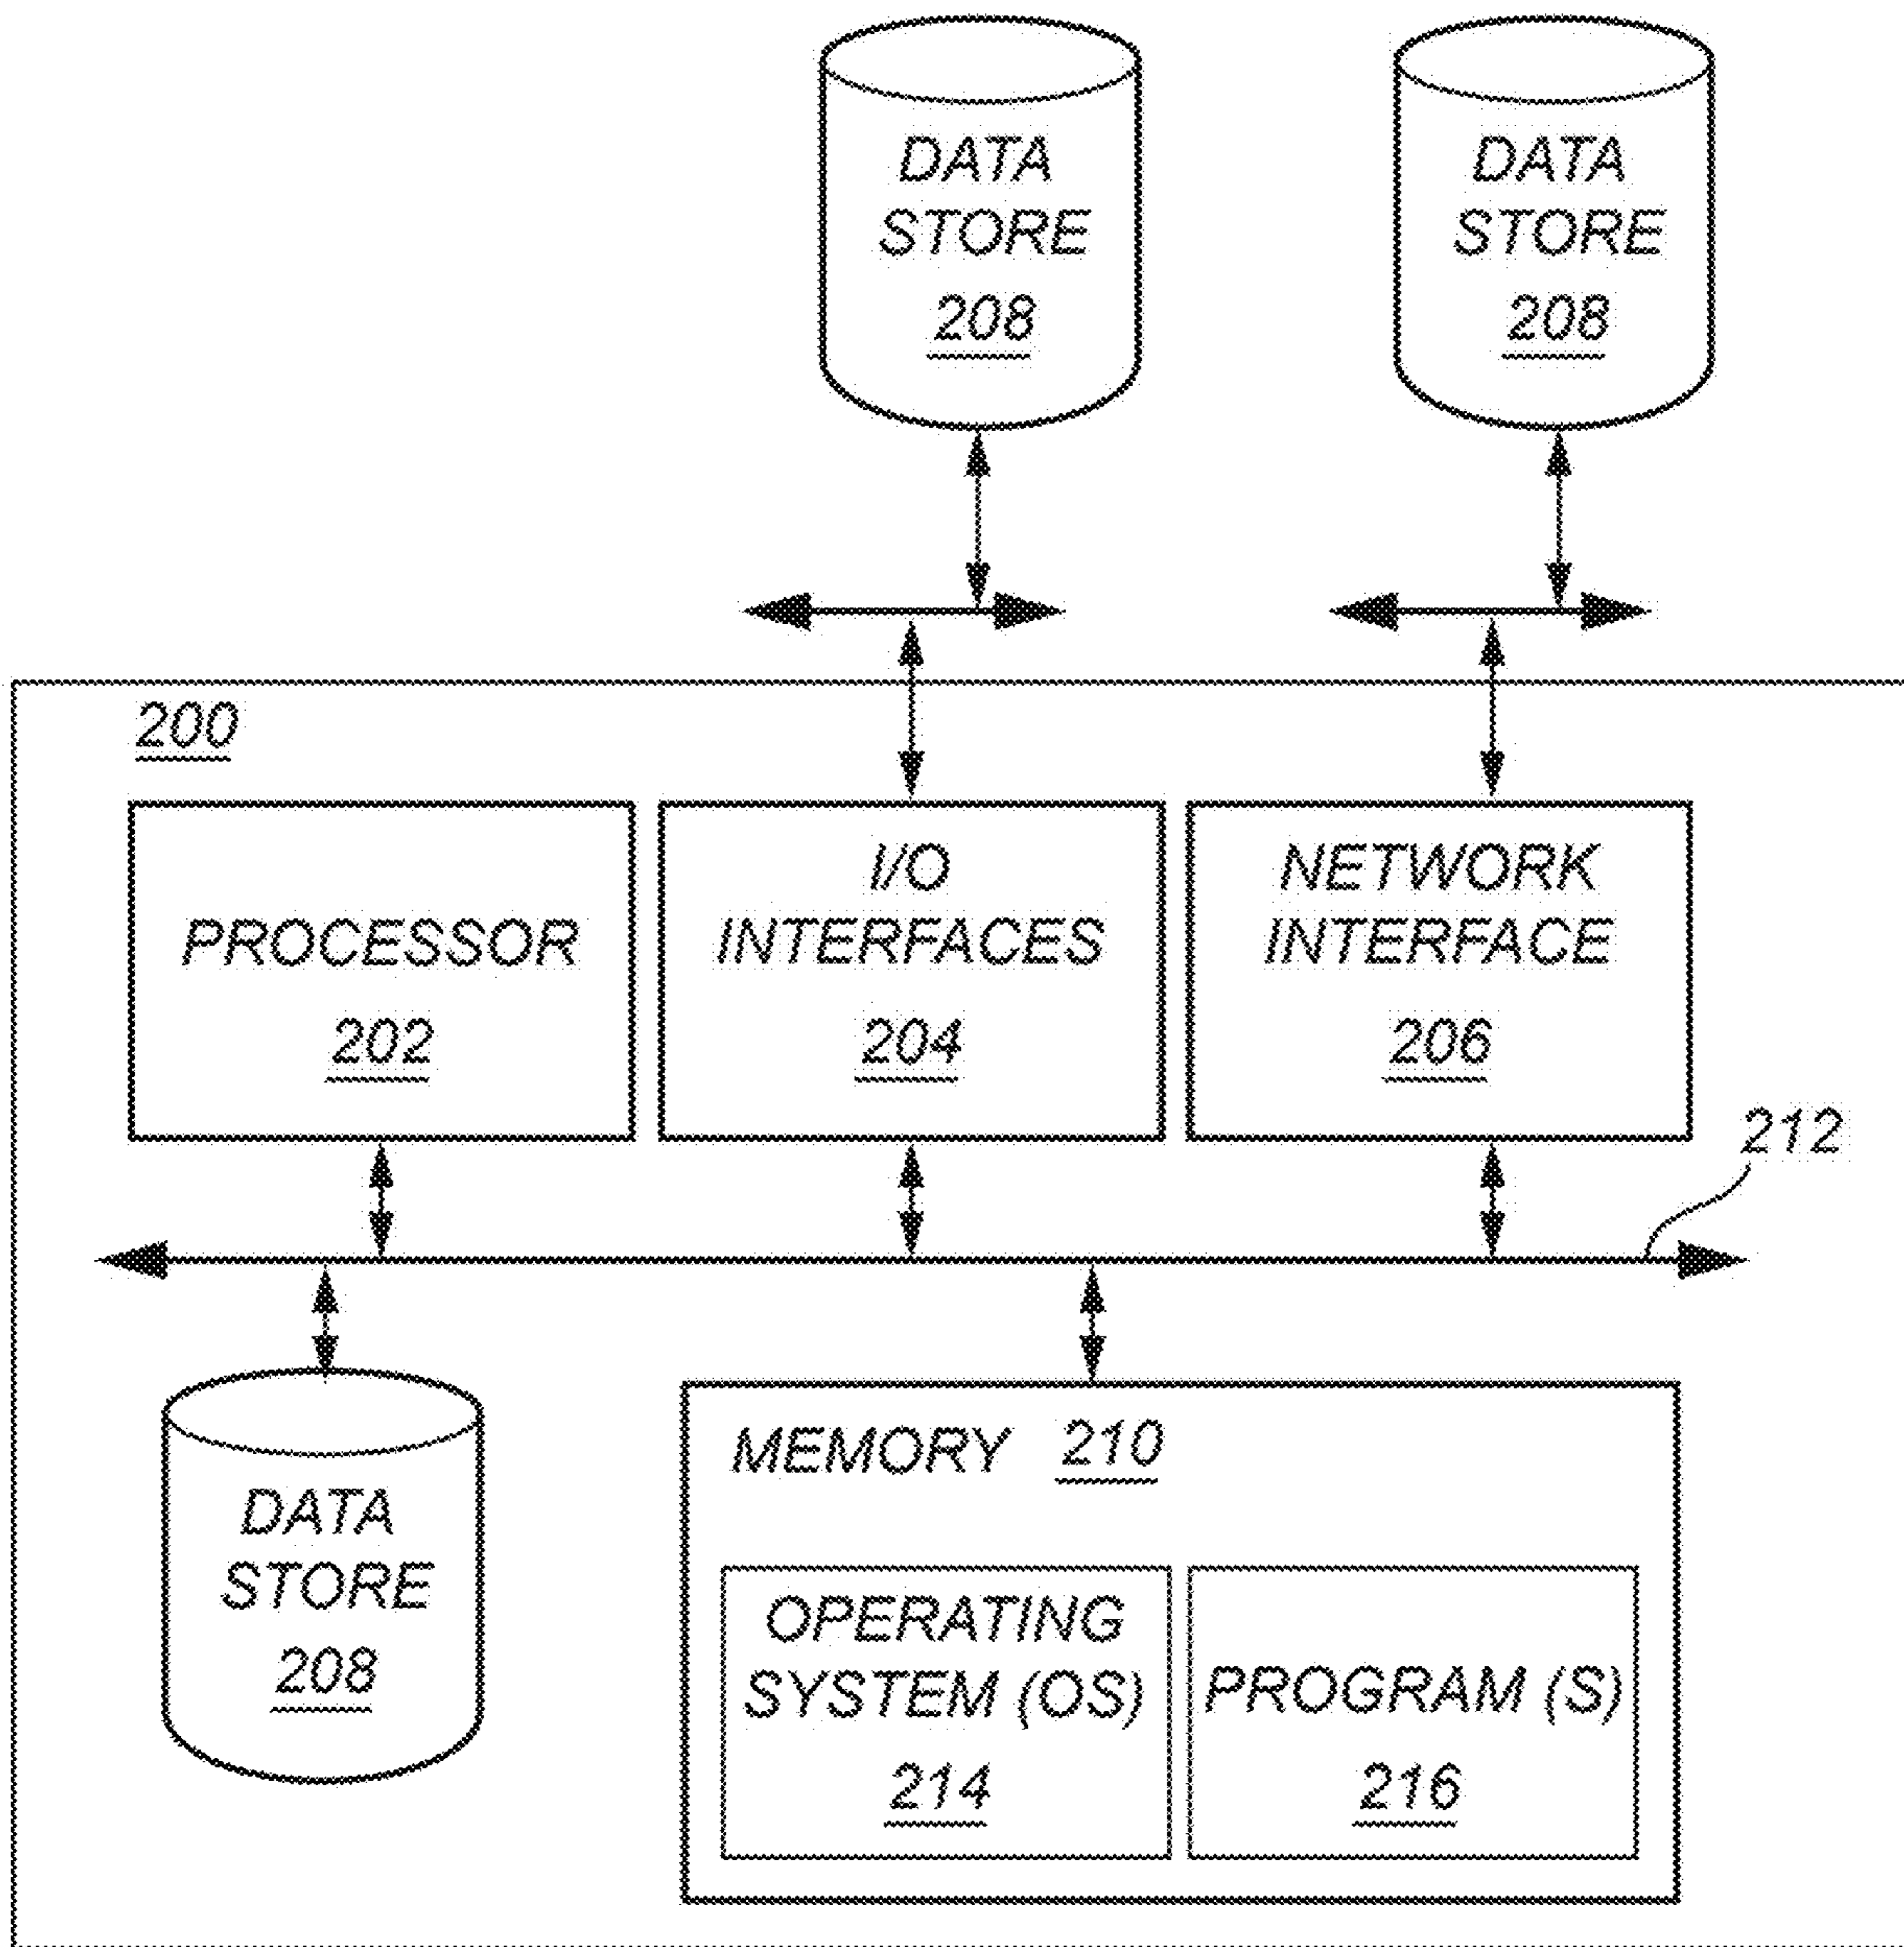 DATA
STORE
208
DATA
STORE
208
200
PROCESSOR
202
I/O
INTERFACES
204
NETWORK
INTERFACE
206
212
DATA
STORE
208
MEMORY 210
OPERATING
SYSTEM (OS)
214
PROGRAM (S)
216